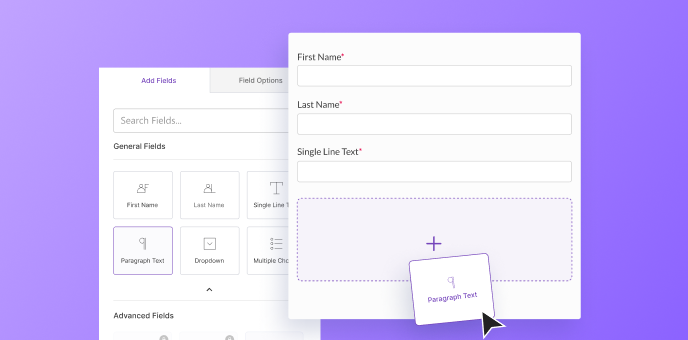 Add Fields
Field Options
Search Fields...
General Fields
First Name
Last Name
Single Line T
Paragraph Text
Dropdown
Multiple Cho
Advanced Fields
First Name*
Last Name*
Single Line Text*
Paragraph Text